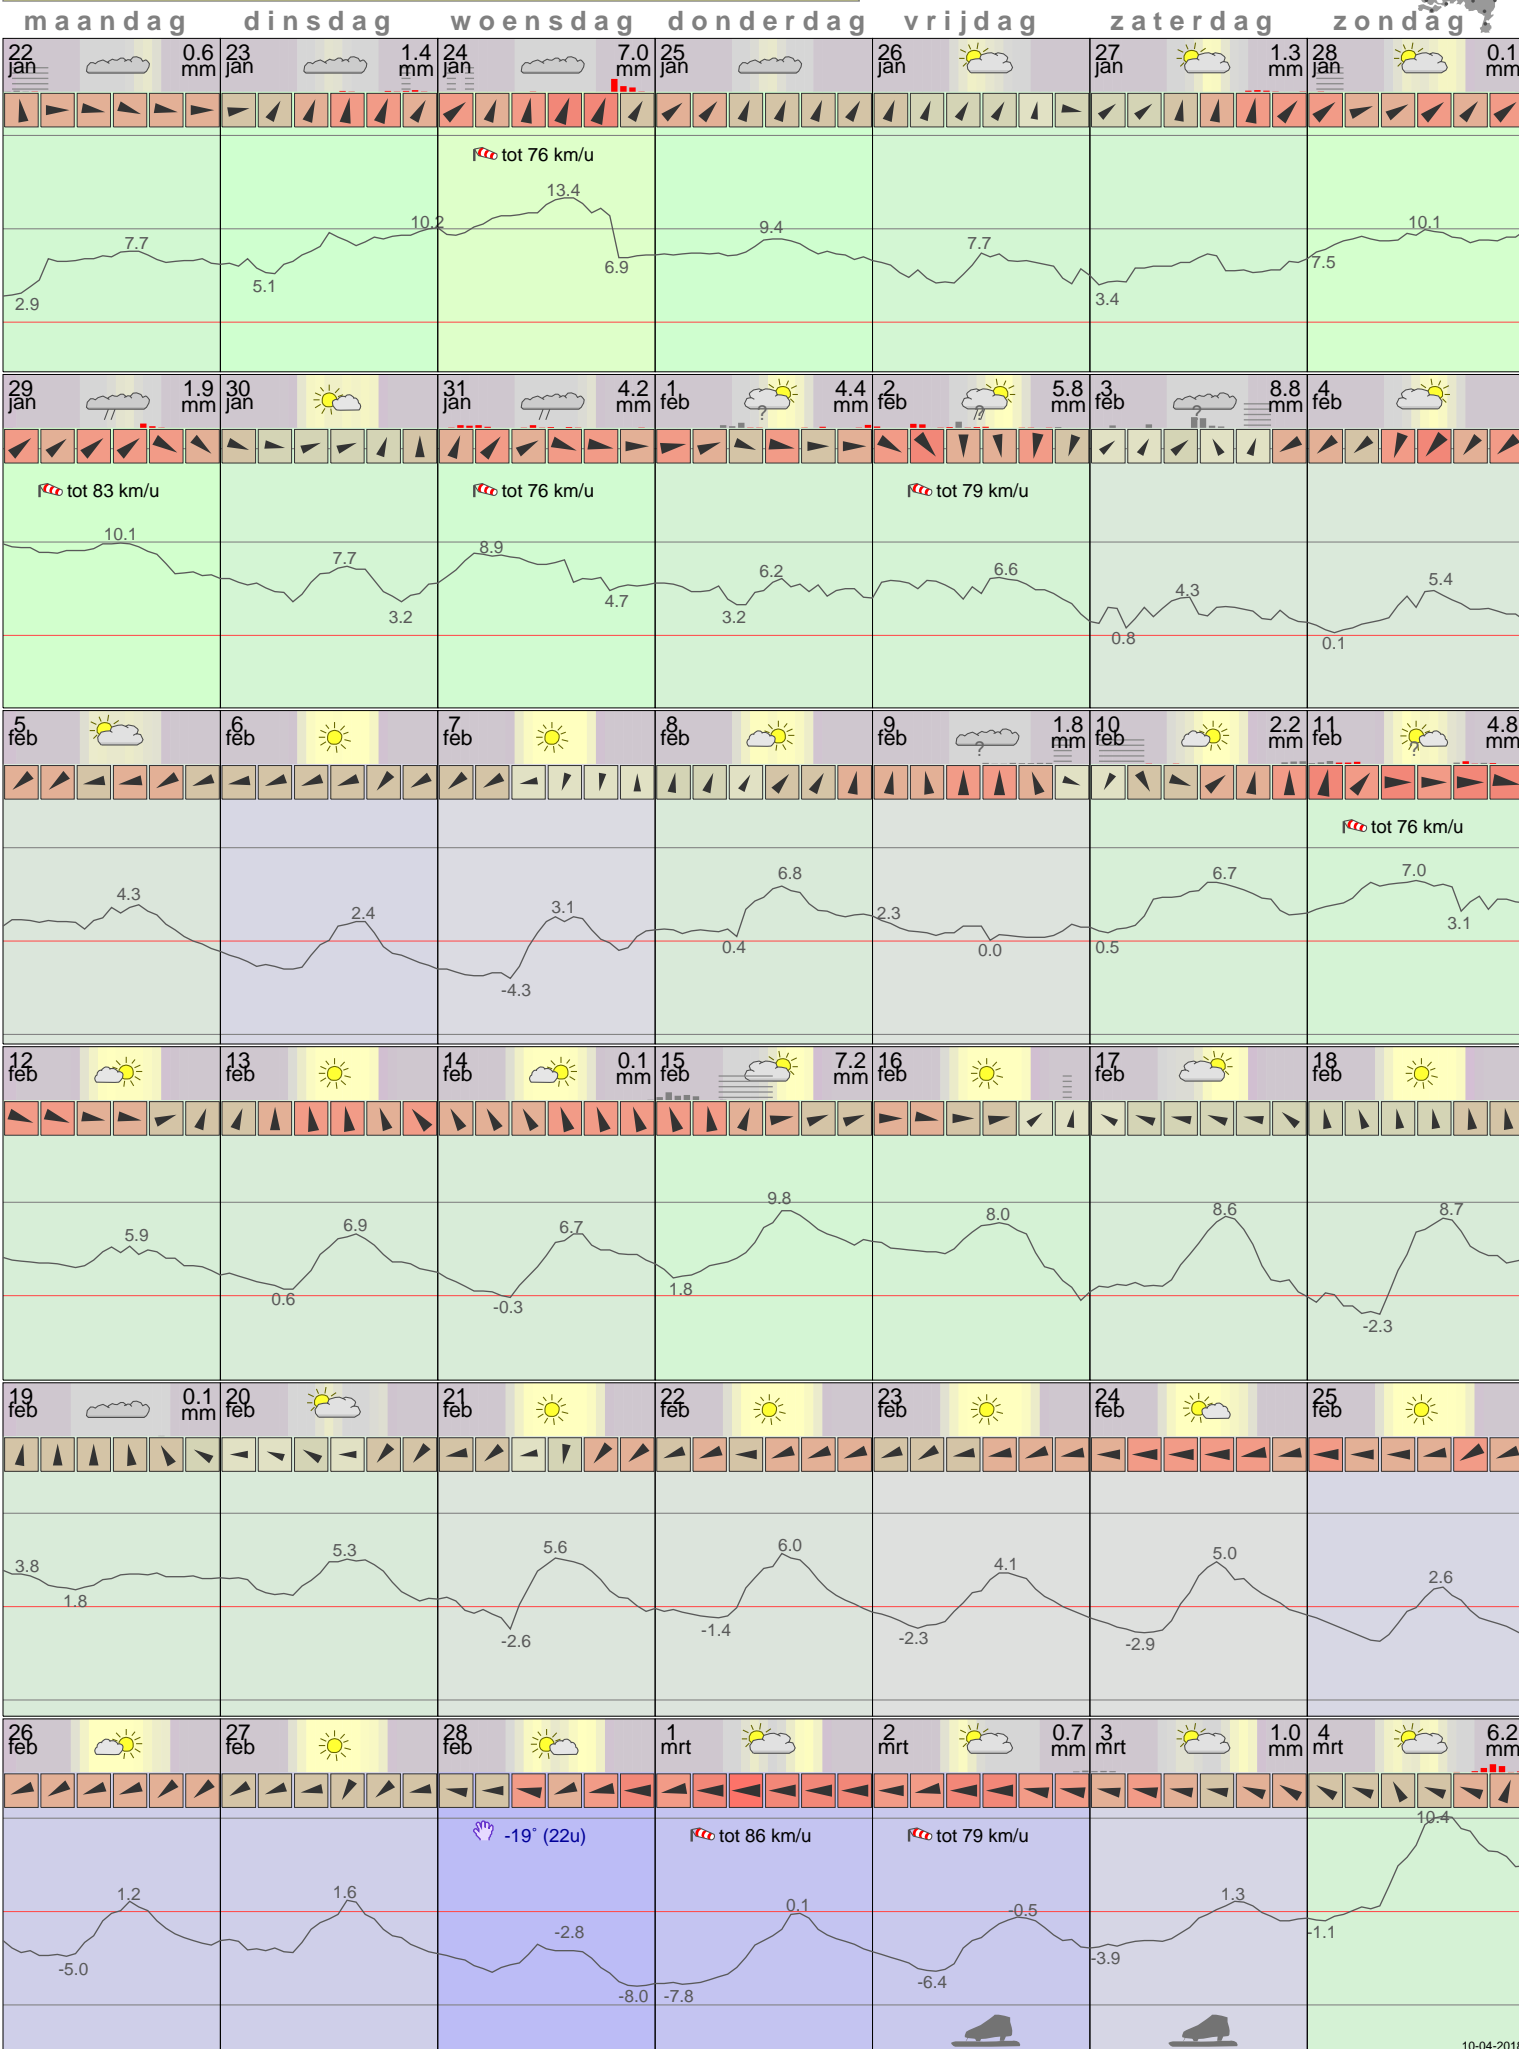 maandag dinsdag woensdag donderdag vrijdag zaterdag zondag
22 jan 0.6 mm
23 jan 1.4 mm
24 jan 7.0 mm
25 jan
26 jan
27 jan 1.3 mm
28 jan 0.1
tot 76 km/u
2.9 7.7 5.1 10.2 13.4 6.9 9.4 7.7 3.4 7.5 10.1
29 jan 1.9 mm
30 jan
31 jan 4.2 mm
1 feb ? 4.4 mm
2 feb ? 5.8 mm
3 feb ? 8.8 mm
4 feb
tot 83 km/u tot 76 km/u tot 79 km/u
10.1 7.7 3.2 8.9 4.7 3.2 6.2 6.6 0.8 4.3 0.1 5.4
5 feb
6 feb
7 feb
8 feb
9 feb ? 1.8 mm
10 feb 2.2 mm
11 feb ? 4.8 mm
tot 76 km/u
4.3 2.4 -4.3 3.1 0.4 6.8 2.3 0.0 0.5 6.7 7.0 3.1
12 feb
13 feb
14 feb 0.1 mm
15 feb 7.2 mm
16 feb
17 feb
18 feb
5.9 0.6 6.9 -0.3 6.7 1.8 9.8 8.0 8.6 -2.3 8.7
19 feb 0.1 mm
20 feb
21 feb
22 feb
23 feb
24 feb
25 feb
3.8 1.8 5.3 -2.6 5.6 -1.4 6.0 -2.3 4.1 -2.9 5.0 2.6
26 feb
27 feb
28 feb
1 mrt
2 mrt 0.7 mm
3 mrt 1.0 mm
4 mrt 6.2 mm
-19° (22u) tot 86 km/u tot 79 km/u
-5.0 1.2 1.6 -2.8 -8.0 -7.8 0.1 -6.4 -0.5 -3.9 1.3 -1.1 10.4
10-04-2018